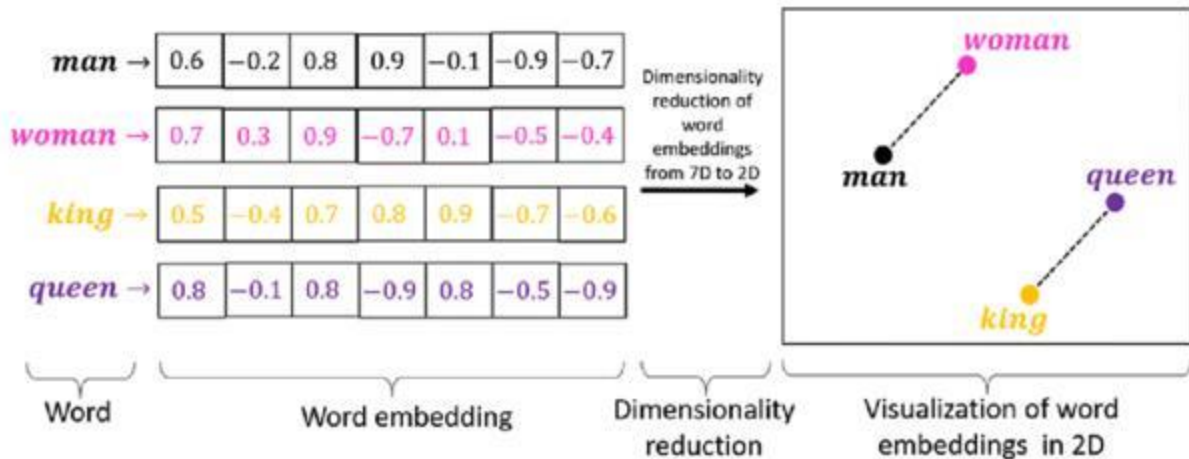 man → 0.6 −0.2 0.8 0.9 −0.1 −0.9 −0.7
woman → 0.7 0.3 0.9 −0.7 0.1 −0.5 −0.4
king → 0.5 −0.4 0.7 0.8 0.9 −0.7 −0.6
queen → 0.8 −0.1 0.8 −0.9 0.8 −0.5 −0.9
Dimensionality
reduction of
word
embeddings
from 7D to 2D
woman
man
queen
king
Word
Word embedding
Dimensionality
reduction
Visualization of word
embeddings in 2D